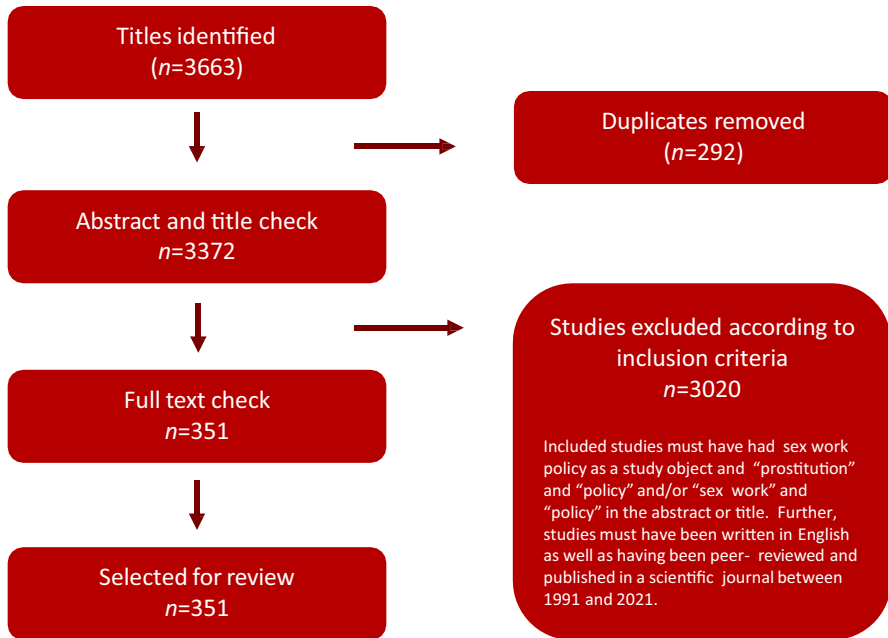 Titles identified
(n=3663)
Duplicates removed
(n=292)
Abstract and title check
n=3372
Studies excluded according to
inclusion criteria
n=3020
Included studies must have had sex work
policy as a study object and “prostitution”
and “policy” and/or “sex work” and
“policy” in the abstract or title. Further,
studies must have been written in English
as well as having been peer- reviewed and
published in a scientific journal between
1991 and 2021.
Full text check
n=351
Selected for review
n=351